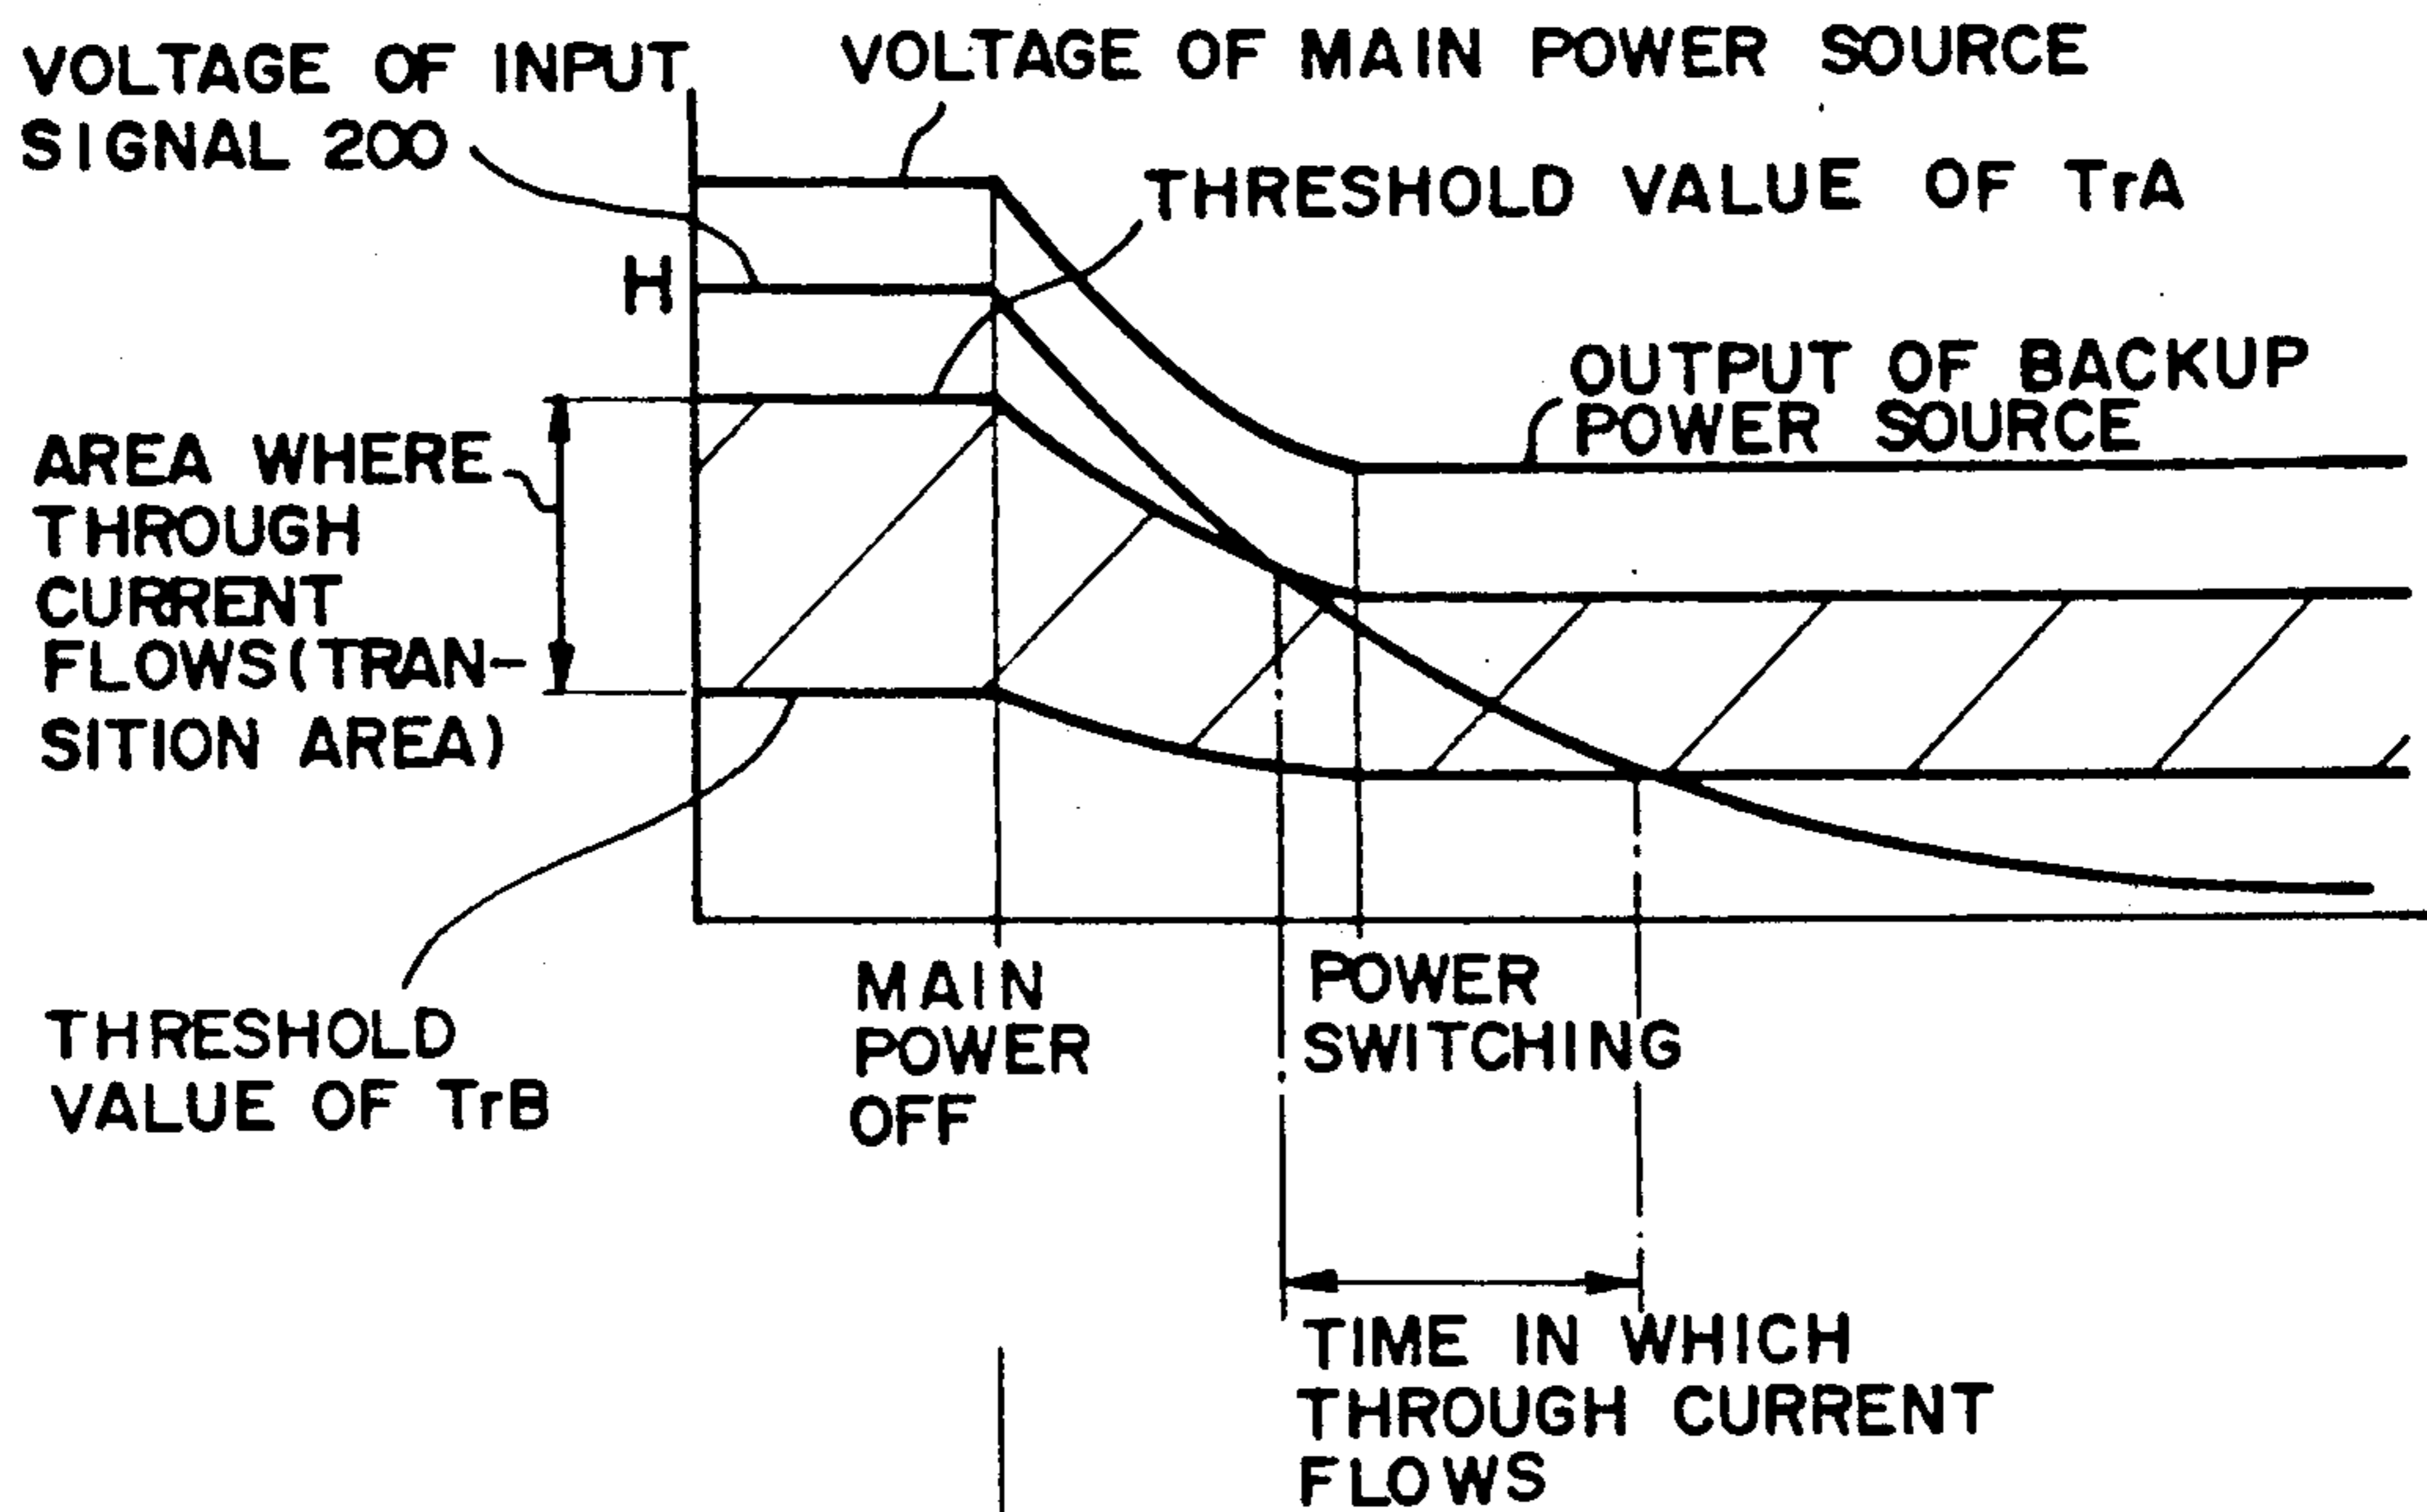 VOLTAGE OF INPUT
SIGNAL 200
VOLTAGE OF MAIN POWER SOURCE
THRESHOLD VALUE OF TrA
H
OUTPUT OF BACKUP
POWER SOURCE
AREA WHERE
THROUGH
CURRENT
FLOWS(TRAN-
SITION AREA)
THRESHOLD
VALUE OF TrB
MAIN
POWER
OFF
POWER
SWITCHING
TIME IN WHICH
THROUGH CURRENT
FLOWS